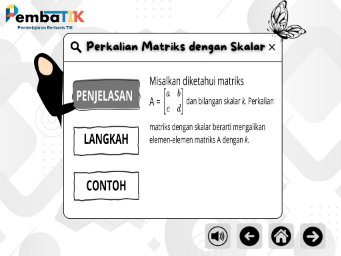 PembaTIK
Pembelajaran Berbasis TIK
Perkalian Matriks dengan Skalar ×
PENJELASAN
LANGKAH
CONTOH
Misalkan diketahui matriks
A = [a b; c d] dan bilangan skalar k. Perkalian
matriks dengan skalar berarti mengalikan
elemen-elemen matriks A dengan k.